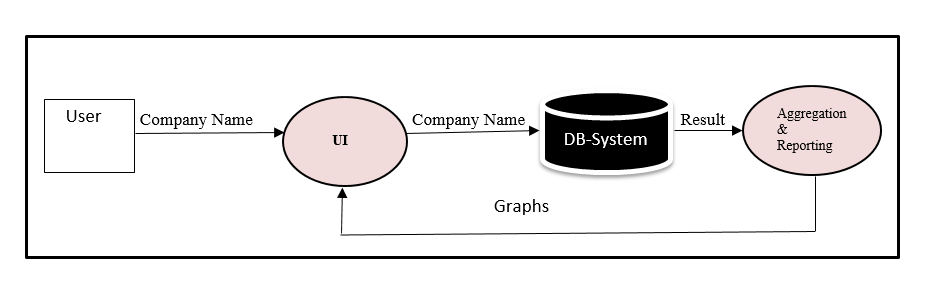 User
Company Name
UI
Company Name
DB-System
Result
Aggregation
&
Reporting
Graphs